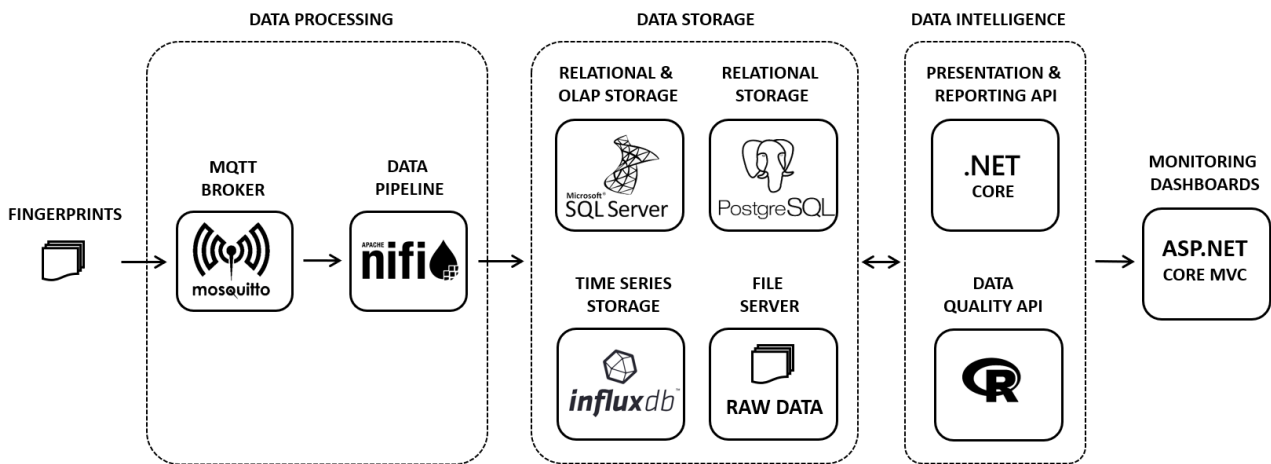 DATA PROCESSING
DATA STORAGE
DATA INTELLIGENCE
FINGERPRINTS
MQTT
BROKER
mosquitto
DATA
PIPELINE
APACHE
nifi
RELATIONAL &
OLAP STORAGE
Microsoft®
SQL Server
RELATIONAL
STORAGE
PostgreSQL
TIME SERIES
STORAGE
influxdb™
FILE
SERVER
RAW DATA
PRESENTATION &
REPORTING API
.NET
CORE
DATA
QUALITY API
R
MONITORING
DASHBOARDS
ASP.NET
CORE MVC